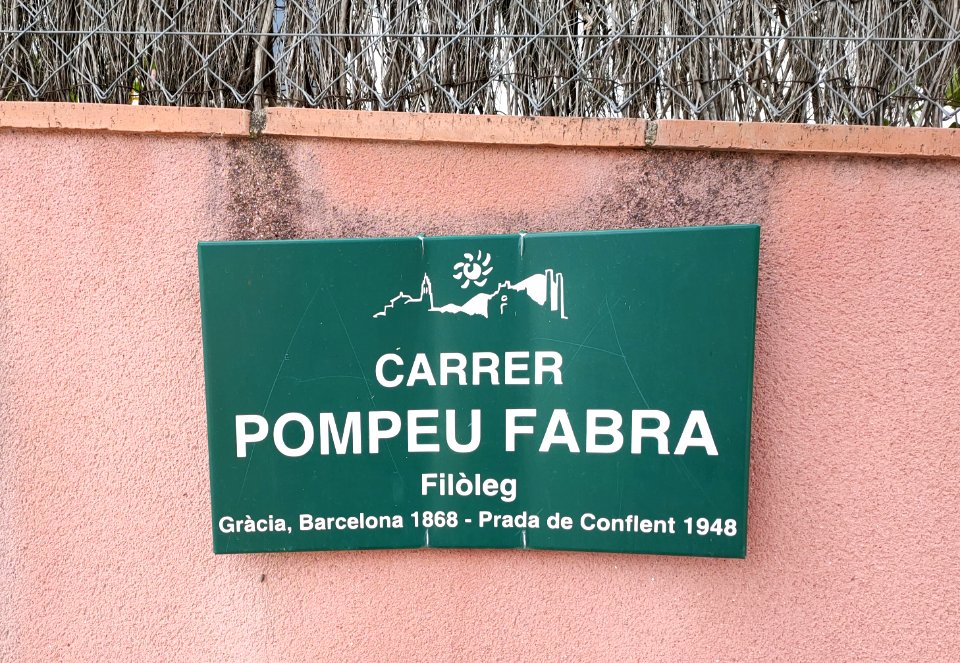 CARRER
POMPEU FABRA
Filòleg
Gràcia, Barcelona 1868 - Prada de Conflent 1948